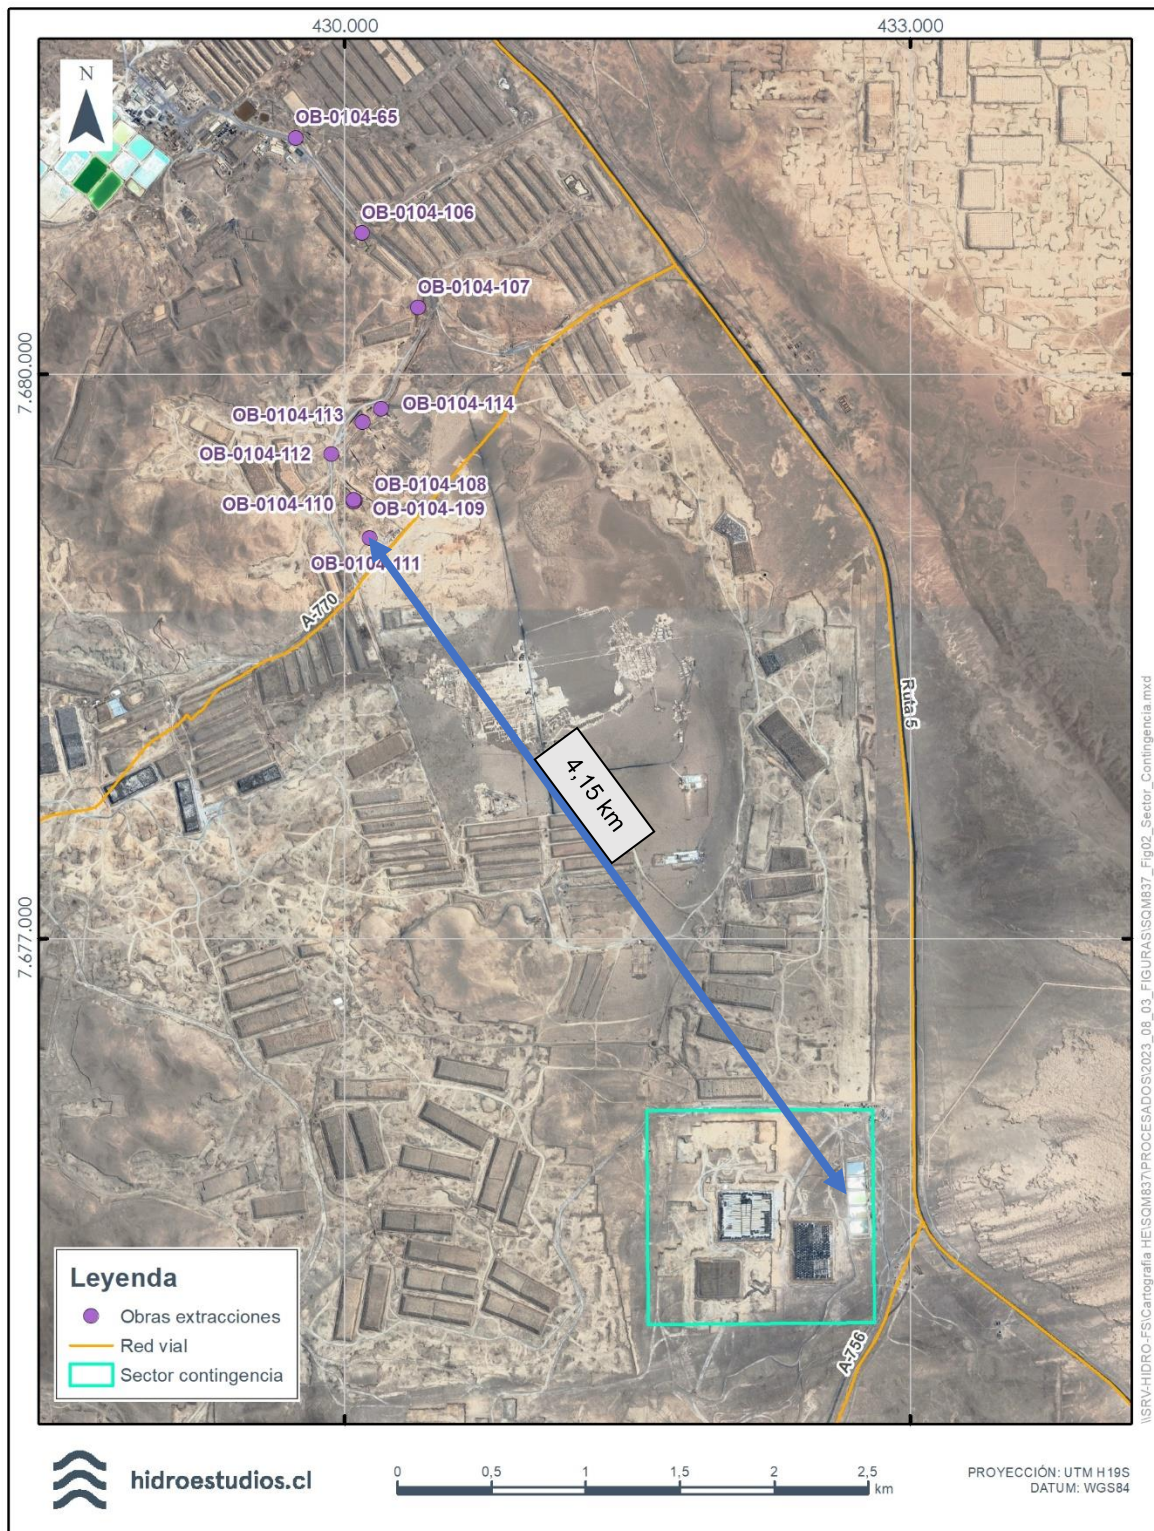 430.000
433.000
N
OB-0104-65
OB-0104-106
OB-0104-107
7.680.000
OB-0104-113
OB-0104-114
OB-0104-112
OB-0104-108
OB-0104-110
OB-0104-109
OB-0104-111
A-770
Ruta 5
4,15 km
7.677.000
A-756
Leyenda
Obras extracciones
Red vial
Sector contingencia
\\SRV-HIDRO-FS\Cartografia HE\SQM837\PROCESADOS\2023_08_03_FIGURAS\SQM837_Fig02_Sector_Contingencia.mxd
hidroestudios.cl
0 0,5 1 1,5 2 2,5
km
PROYECCIÓN: UTM H19S
DATUM: WGS84